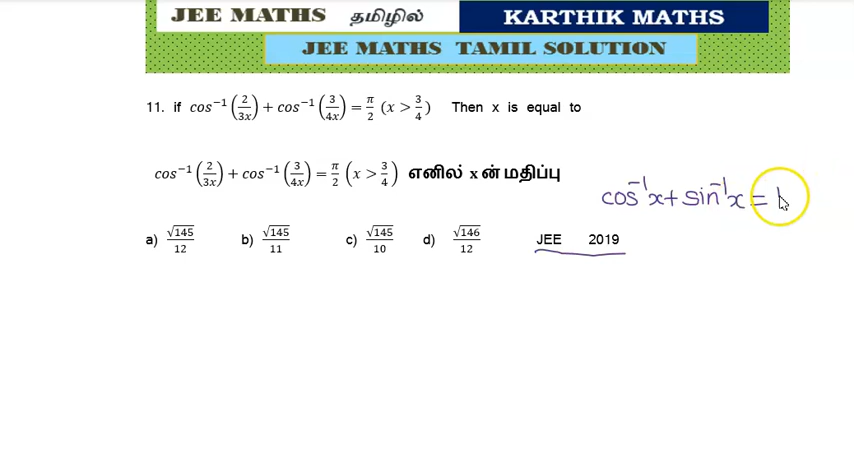 JEE MATHS தமிழில் KARTHIK MATHS
JEE MATHS TAMIL SOLUTION
11. if cos⁻¹(2/3x) + cos⁻¹(3/4x) = π/2 (x > 3/4) Then x is equal to
cos⁻¹(2/3x) + cos⁻¹(3/4x) = π/2 (x > 3/4) எனில் x ன் மதிப்பு
cos⁻¹x + sin⁻¹x =
a) √145/12 b) √145/11 c) √145/10 d) √146/12 JEE 2019